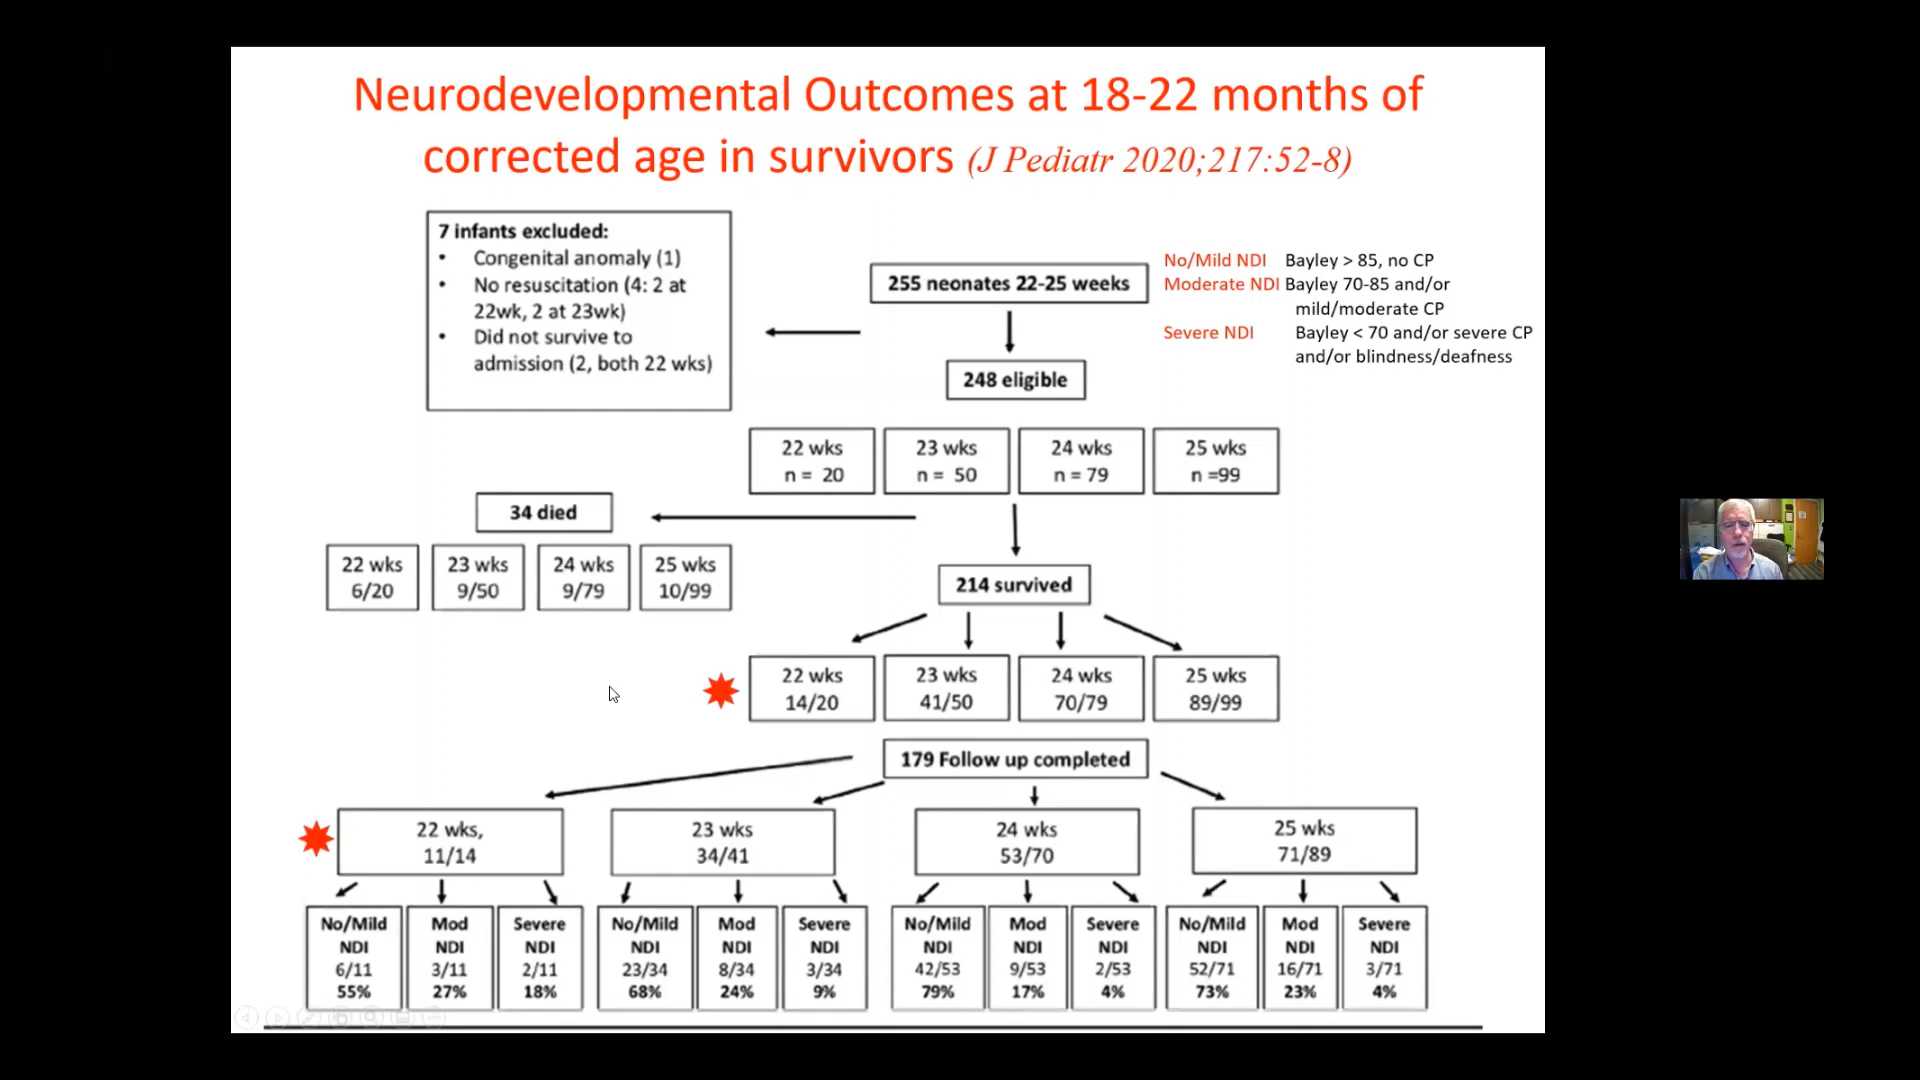 Neurodevelopmental Outcomes at 18-22 months of
corrected age in survivors (J Pediatr 2020;217:52-8)
7 infants excluded:
• Congenital anomaly (1)
• No resuscitation (4: 2 at
22wk, 2 at 23wk)
• Did not survive to
admission (2, both 22 wks)
255 neonates 22-25 weeks
No/Mild NDI Bayley > 85, no CP
Moderate NDI Bayley 70-85 and/or
mild/moderate CP
Severe NDI Bayley < 70 and/or severe CP
and/or blindness/deafness
248 eligible
22 wks
n = 20
23 wks
n = 50
24 wks
n = 79
25 wks
n =99
34 died
22 wks
6/20
23 wks
9/50
24 wks
9/79
25 wks
10/99
214 survived
22 wks
14/20
23 wks
41/50
24 wks
70/79
25 wks
89/99
179 Follow up completed
22 wks,
11/14
23 wks
34/41
24 wks
53/70
25 wks
71/89
No/Mild
NDI
6/11
55%
Mod
NDI
3/11
27%
Severe
NDI
2/11
18%
No/Mild
NDI
23/34
68%
Mod
NDI
8/34
24%
Severe
NDI
3/34
9%
No/Mild
NDI
42/53
79%
Mod
NDI
9/53
17%
Severe
NDI
2/53
4%
No/Mild
NDI
52/71
73%
Mod
NDI
16/71
23%
Severe
NDI
3/71
4%